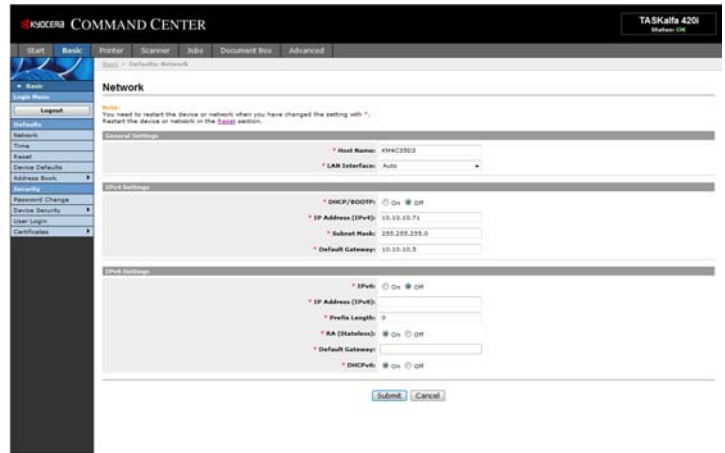 KYOCERA COMMAND CENTER
TASKalfa 420i
Status: OK
Start Basic Printer Scanner Jobs Document Box Advanced
Basic > Defaults: Network
Basic
Login Menu
Logout
Defaults
Network
Time
Reset
Device Defaults
Address Book
Security
Password Change
Device Security
User Login
Certificates
Network
Note:
You need to restart the device or network when you have changed the setting with *.
Restart the device or network in the Reset section.
General Settings
* Host Name: KM4C3503
* LAN Interface: Auto
IPv4 Settings
* DHCP/BOOTP: On Off
* IP Address (IPv4): 10.10.10.71
* Subnet Mask: 255.255.255.0
* Default Gateway: 10.10.10.5
IPv6 Settings
* IPv6: On Off
* IP Address (IPv6):
* Prefix Length: 0
* RA (Stateless): On Off
* Default Gateway:
* DHCPv6: On Off
Submit Cancel